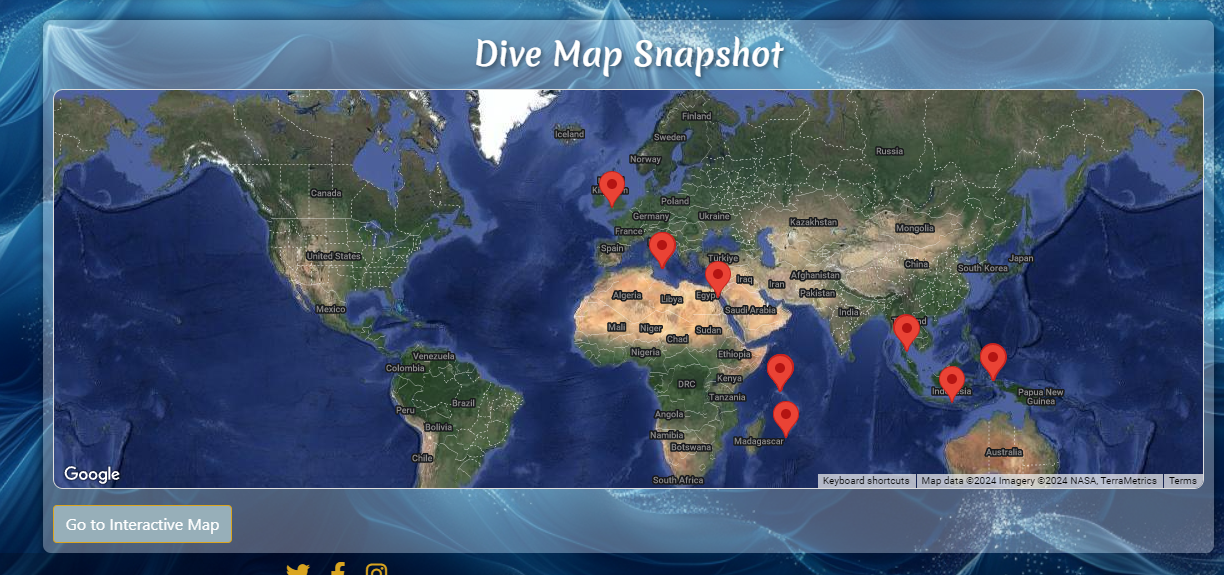 Dive Map Snapshot
Finland
Iceland
Sweden
Norway
Russia
Canada
Poland
Germany
Ukraine
Kazakhstan
Mongolia
France
Spain
United States
Türkiye
Japan
China
South Korea
Afghanistan
Iraq
Iran
Pakistan
Algeria
Libya
Egypt
Saudi Arabia
India
Mexico
Mali
Niger
Sudan
Chad
Nigeria
Ethiopia
Venezuela
Colombia
Kenya
DRC
Tanzania
Papua New
Guinea
Brazil
Peru
Angola
Bolivia
Namibia
Madagascar
Botswana
Chile
Australia
South Africa
Google
Keyboard shortcuts
Map data ©2024 Imagery ©2024 NASA, TerraMetrics
Terms
Go to Interactive Map